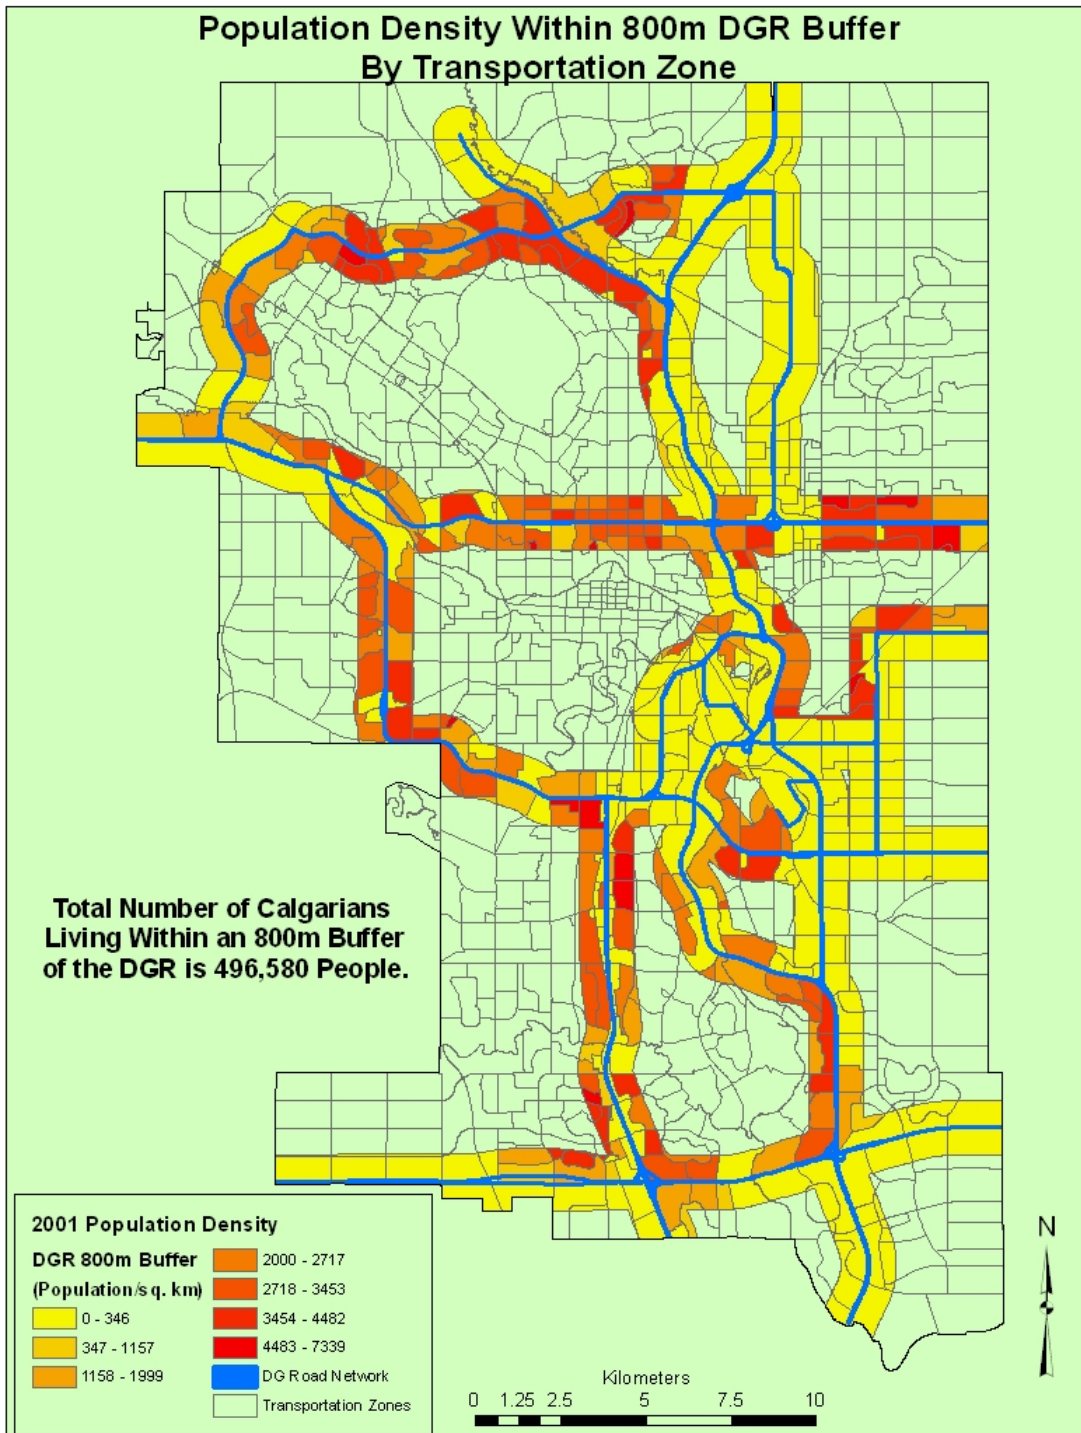 Population Density Within 800m DGR Buffer
By Transportation Zone
Total Number of Calgarians
Living Within an 800m Buffer
of the DGR is 496,580 People.
2001 Population Density
DGR 800m Buffer
(Population/sq. km)
0 - 346
347 - 1157
1158 - 1999
2000 - 2717
2718 - 3453
3454 - 4482
4483 - 7339
DG Road Network
Transportation Zones
N
Kilometers
0 1.25 2.5 5 7.5 10